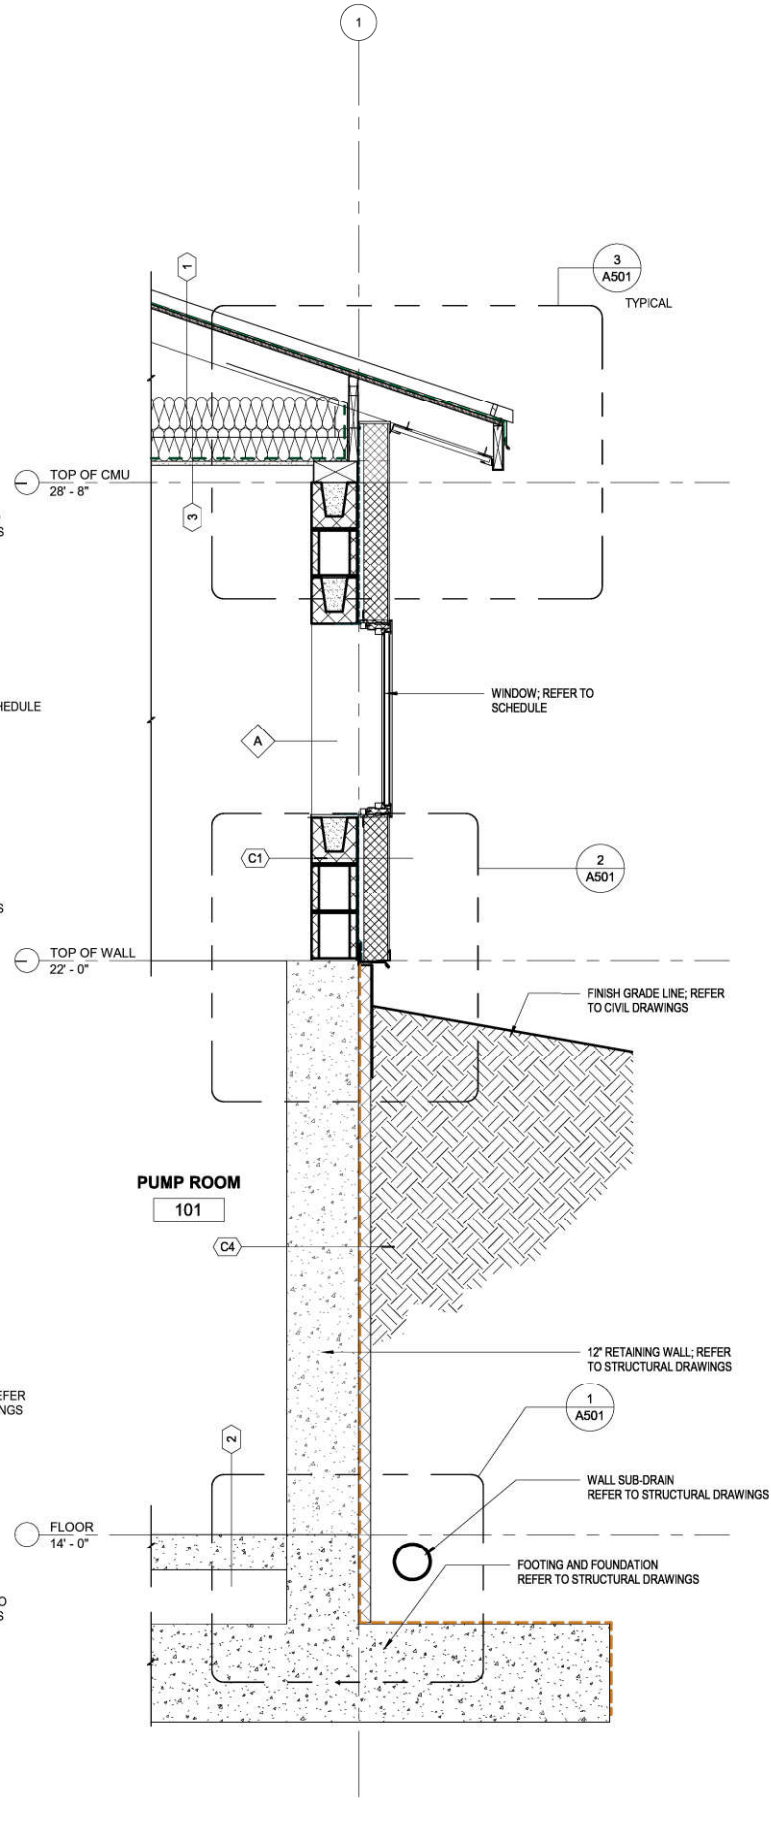 1
3
A501
TYPICAL
1
TOP OF CMU
28' - 8"
3
S
HEDULE
WINDOW; REFER TO
SCHEDULE
A
C1
2
A501
S
TOP OF WALL
22' - 0"
FINISH GRADE LINE; REFER
TO CIVIL DRAWINGS
PUMP ROOM
101
C4
12" RETAINING WALL; REFER
TO STRUCTURAL DRAWINGS
EFER
NGS
1
A501
2
WALL SUB-DRAIN
REFER TO STRUCTURAL DRAWINGS
FLOOR
14' - 0"
FOOTING AND FOUNDATION
REFER TO STRUCTURAL DRAWINGS
O
S